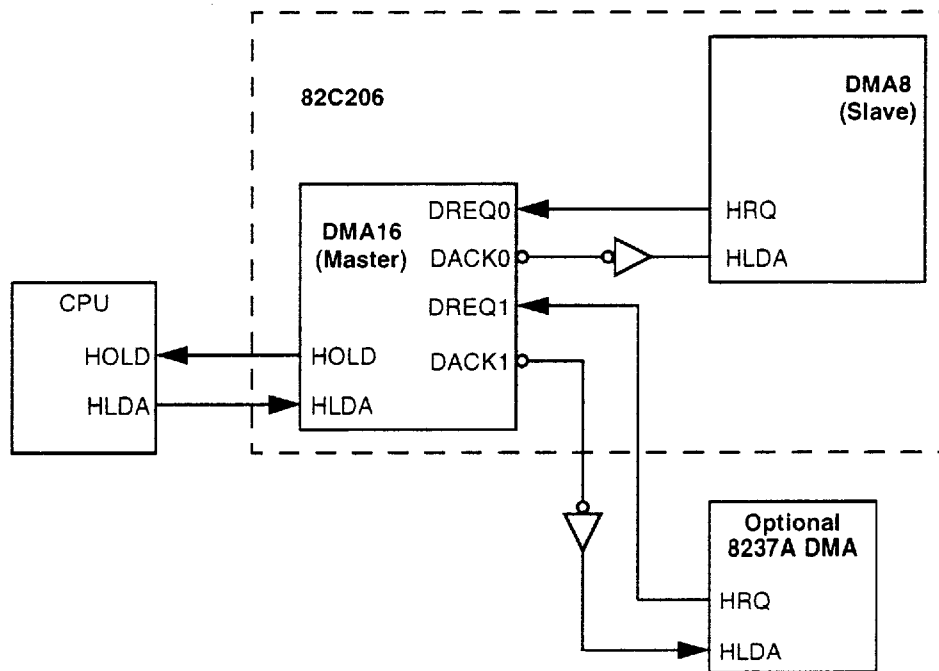 82C206
DMA8
(Slave)
HRQ
HLDA
DMA16
(Master)
DREQ0
DACK0
DREQ1
DACK1
HOLD
HLDA
CPU
HOLD
HLDA
Optional
8237A DMA
HRQ
HLDA